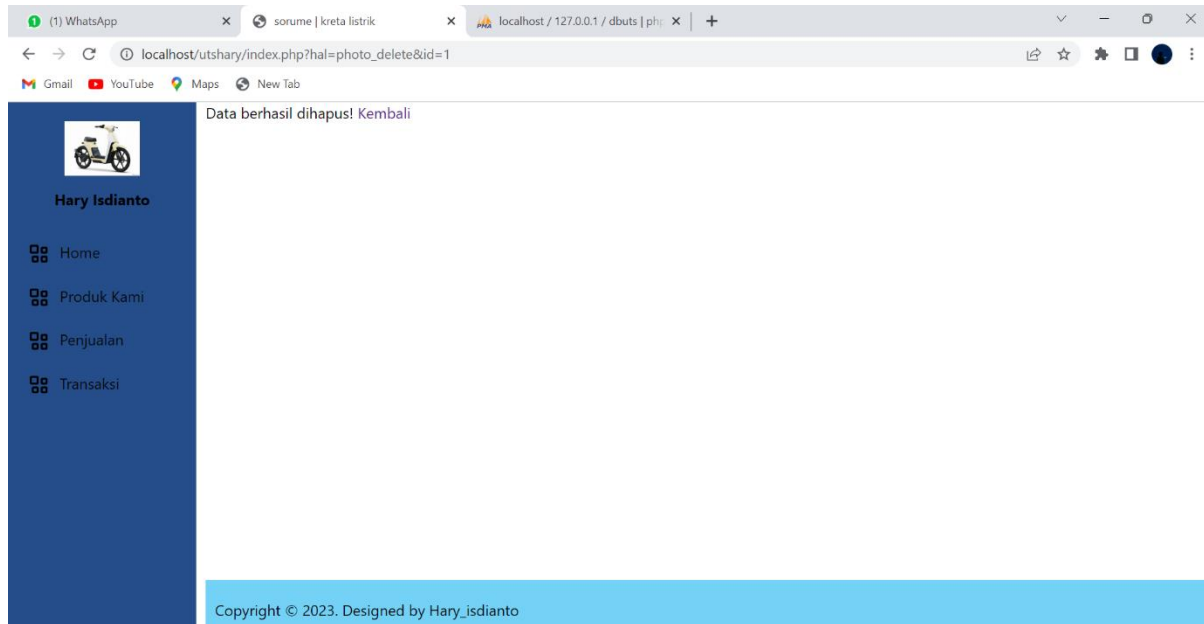 (1) WhatsApp
sorume | kreta listrik
localhost / 127.0.0.1 / dbuts | php
localhost/utshary/index.php?hal=photo_delete&id=1
Gmail
YouTube
Maps
New Tab
Data berhasil dihapus! Kembali
Hary Isdianto
Home
Produk Kami
Penjualan
Transaksi
Copyright © 2023. Designed by Hary_isdianto